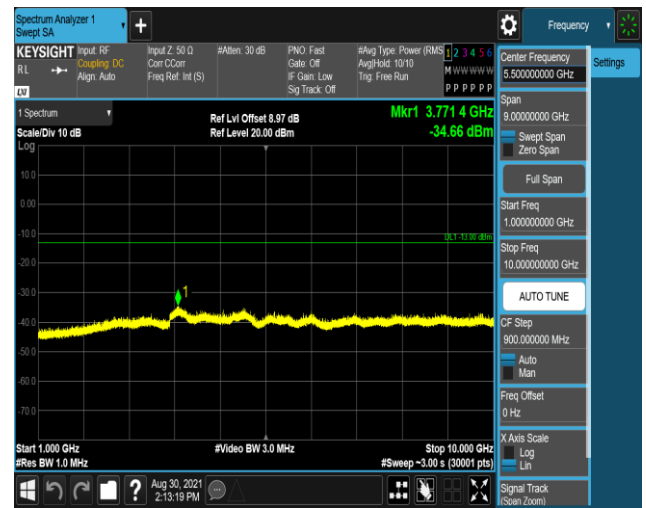 Spectrum Analyzer 1
Swept SA
Frequency
KEYSIGHT
RL
LXI
Input: RF
Coupling: DC
Align: Auto
Input Z: 50 Ω
Corr CCorr
Freq Ref: Int (S)
#Atten: 30 dB
PNO: Fast
Gate: Off
IF Gain: Low
Sig Track: Off
#Avg Type: Power (RMS
Avg|Hold: 10/10
Trig: Free Run
1 2 3 4 5 6
M W W W W W
P P P P P P
Settings
Center Frequency
5.500000000 GHz
Span
9.00000000 GHz
Swept Span
Zero Span
Full Span
Start Freq
1.000000000 GHz
Stop Freq
10.000000000 GHz
AUTO TUNE
CF Step
900.000000 MHz
Auto
Man
Freq Offset
0 Hz
X Axis Scale
Log
Lin
Signal Track
(Span Zoom)
1 Spectrum
Scale/Div 10 dB
Log
Ref Lvl Offset 8.97 dB
Ref Level 20.00 dBm
Mkr1 3.771 4 GHz
-34.66 dBm
10.0
0.00
-10.0
DL1 -13.00 dBm
-20.0
-30.0
1
-40.0
-50.0
-60.0
-70.0
Start 1.000 GHz
#Video BW 3.0 MHz
Stop 10.000 GHz
#Res BW 1.0 MHz
#Sweep ~3.00 s (30001 pts)
?
Aug 30, 2021
2:13:19 PM